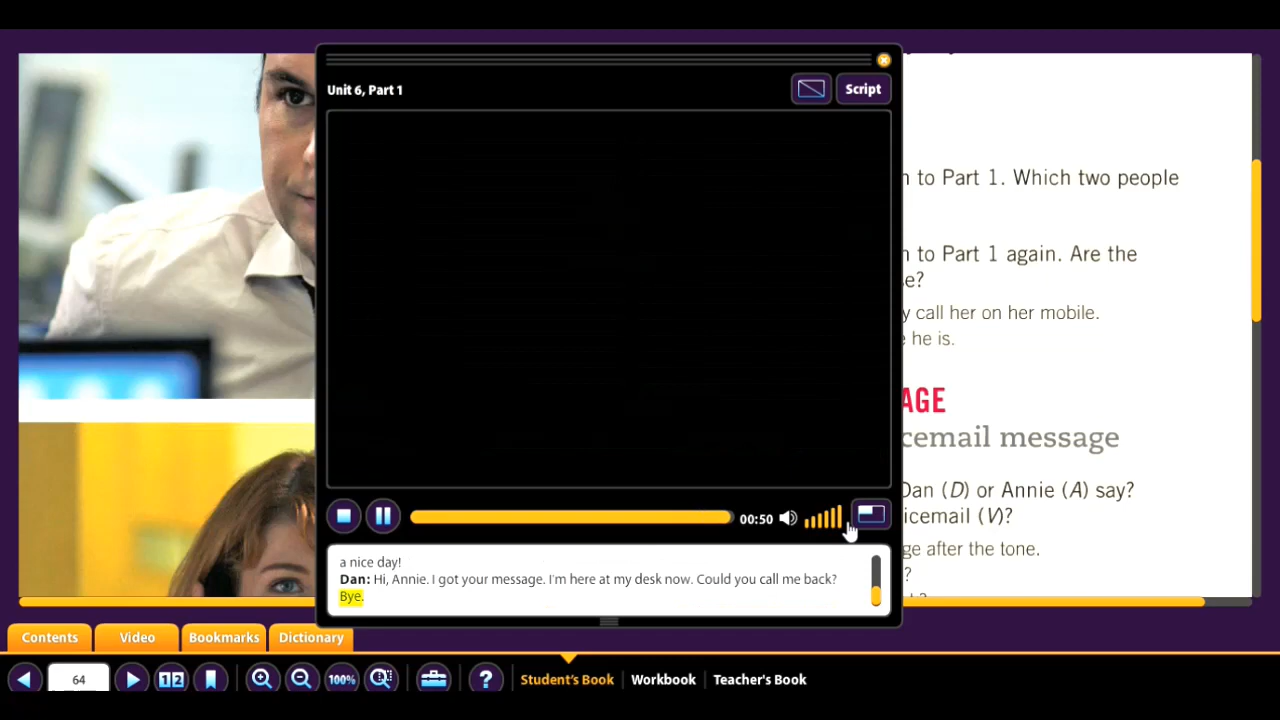 Unit 6, Part 1
Script
n to Part 1. Which two people
n to Part 1 again. Are the
se?
y call her on her mobile.
e he is.
AGE
cemail message
Dan (D) or Annie (A) say?
icemail (V)?
ge after the tone.
?
00:50
a nice day!
Dan: Hi, Annie. I got your message. I'm here at my desk now. Could you call me back?
Bye.
Contents
Video
Bookmarks
Dictionary
64
12
100%
?
Student's Book
Workbook
Teacher's Book